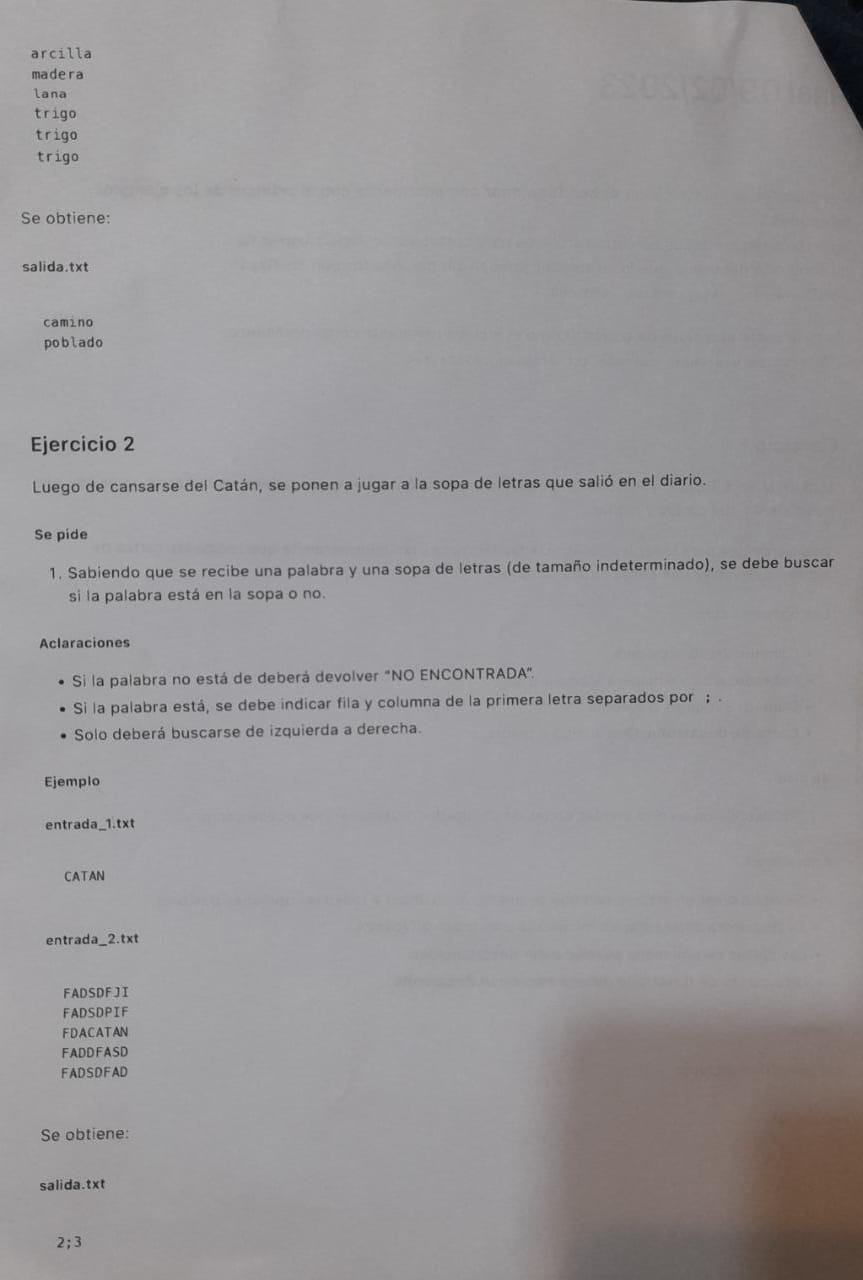 arcilla
madera
lana
trigo
trigo
trigo
Se obtiene:
salida.txt
camino
poblado
Ejercicio 2
Luego de cansarse del Catán, se ponen a jugar a la sopa de letras que salió en el diario.
Se pide
1. Sabiendo que se recibe una palabra y una sopa de letras (de tamaño indeterminado), se debe buscar
si la palabra está en la sopa o no.
Aclaraciones
• Si la palabra no está de deberá devolver "NO ENCONTRADA".
• Si la palabra está, se debe indicar fila y columna de la primera letra separados por ; .
• Solo deberá buscarse de izquierda a derecha.
Ejemplo
entrada_1.txt
CATAN
entrada_2.txt
FADSDFJI
FADSDPIF
FDACATAN
FADDFASD
FADSDFAD
Se obtiene:
salida.txt
2;3